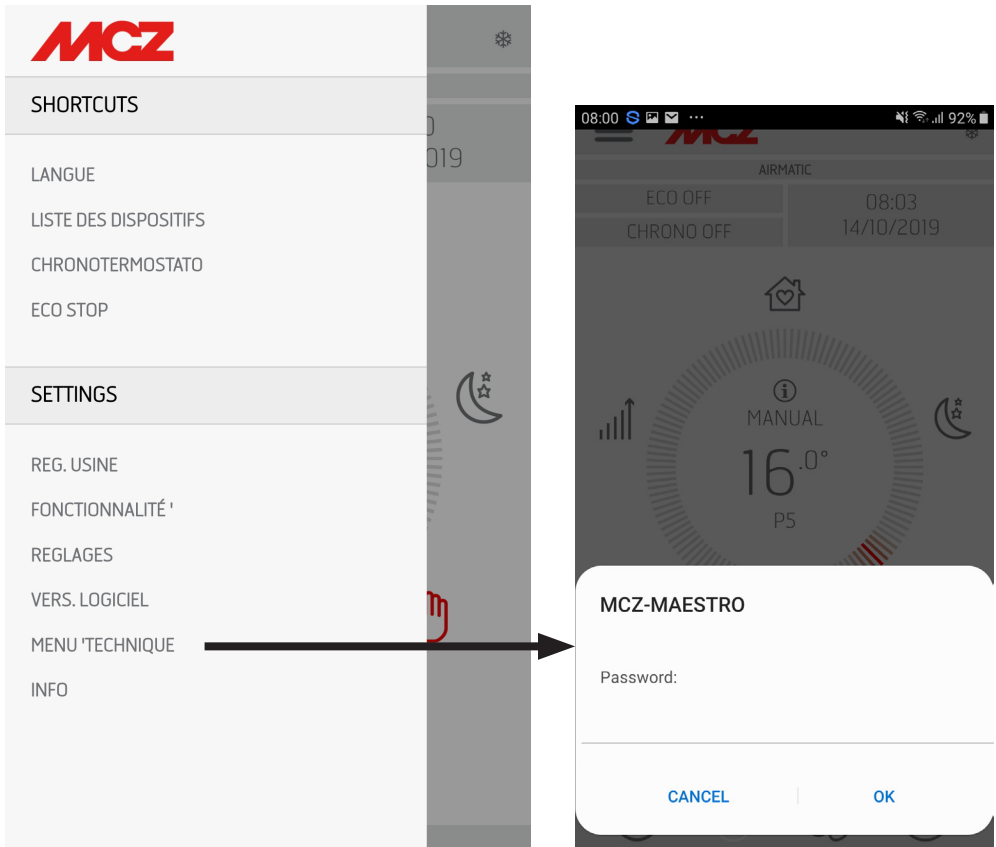 MCZ
SHORTCUTS
LANGUE
LISTE DES DISPOSITIFS
CHRONOTERMOSTATO
ECO STOP
SETTINGS
REG. USINE
FONCTIONNALITÉ '
REGLAGES
VERS. LOGICIEL
MENU 'TECHNIQUE
INFO
019
08:00 92%
MCZ
AIRMATIC
ECO OFF
CHRONO OFF
08:03
14/10/2019
MANUAL
16.0°
P5
MCZ-MAESTRO
Password:
CANCEL OK